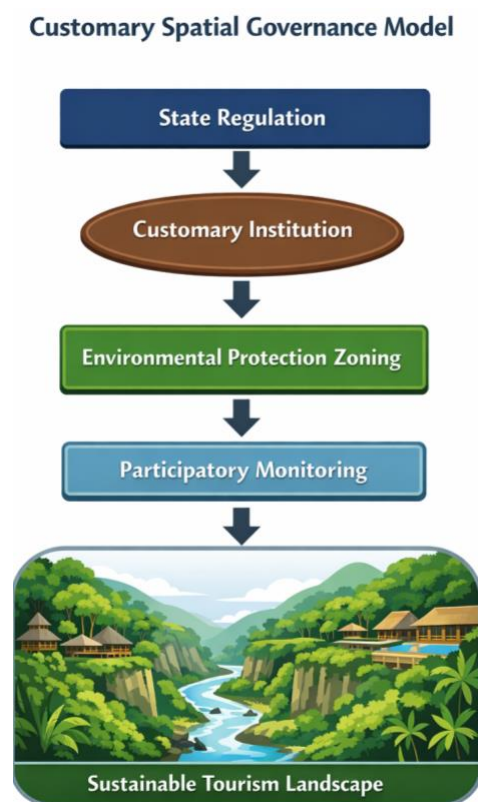 Customary Spatial Governance Model
State Regulation
Customary Institution
Environmental Protection Zoning
Participatory Monitoring
Sustainable Tourism Landscape